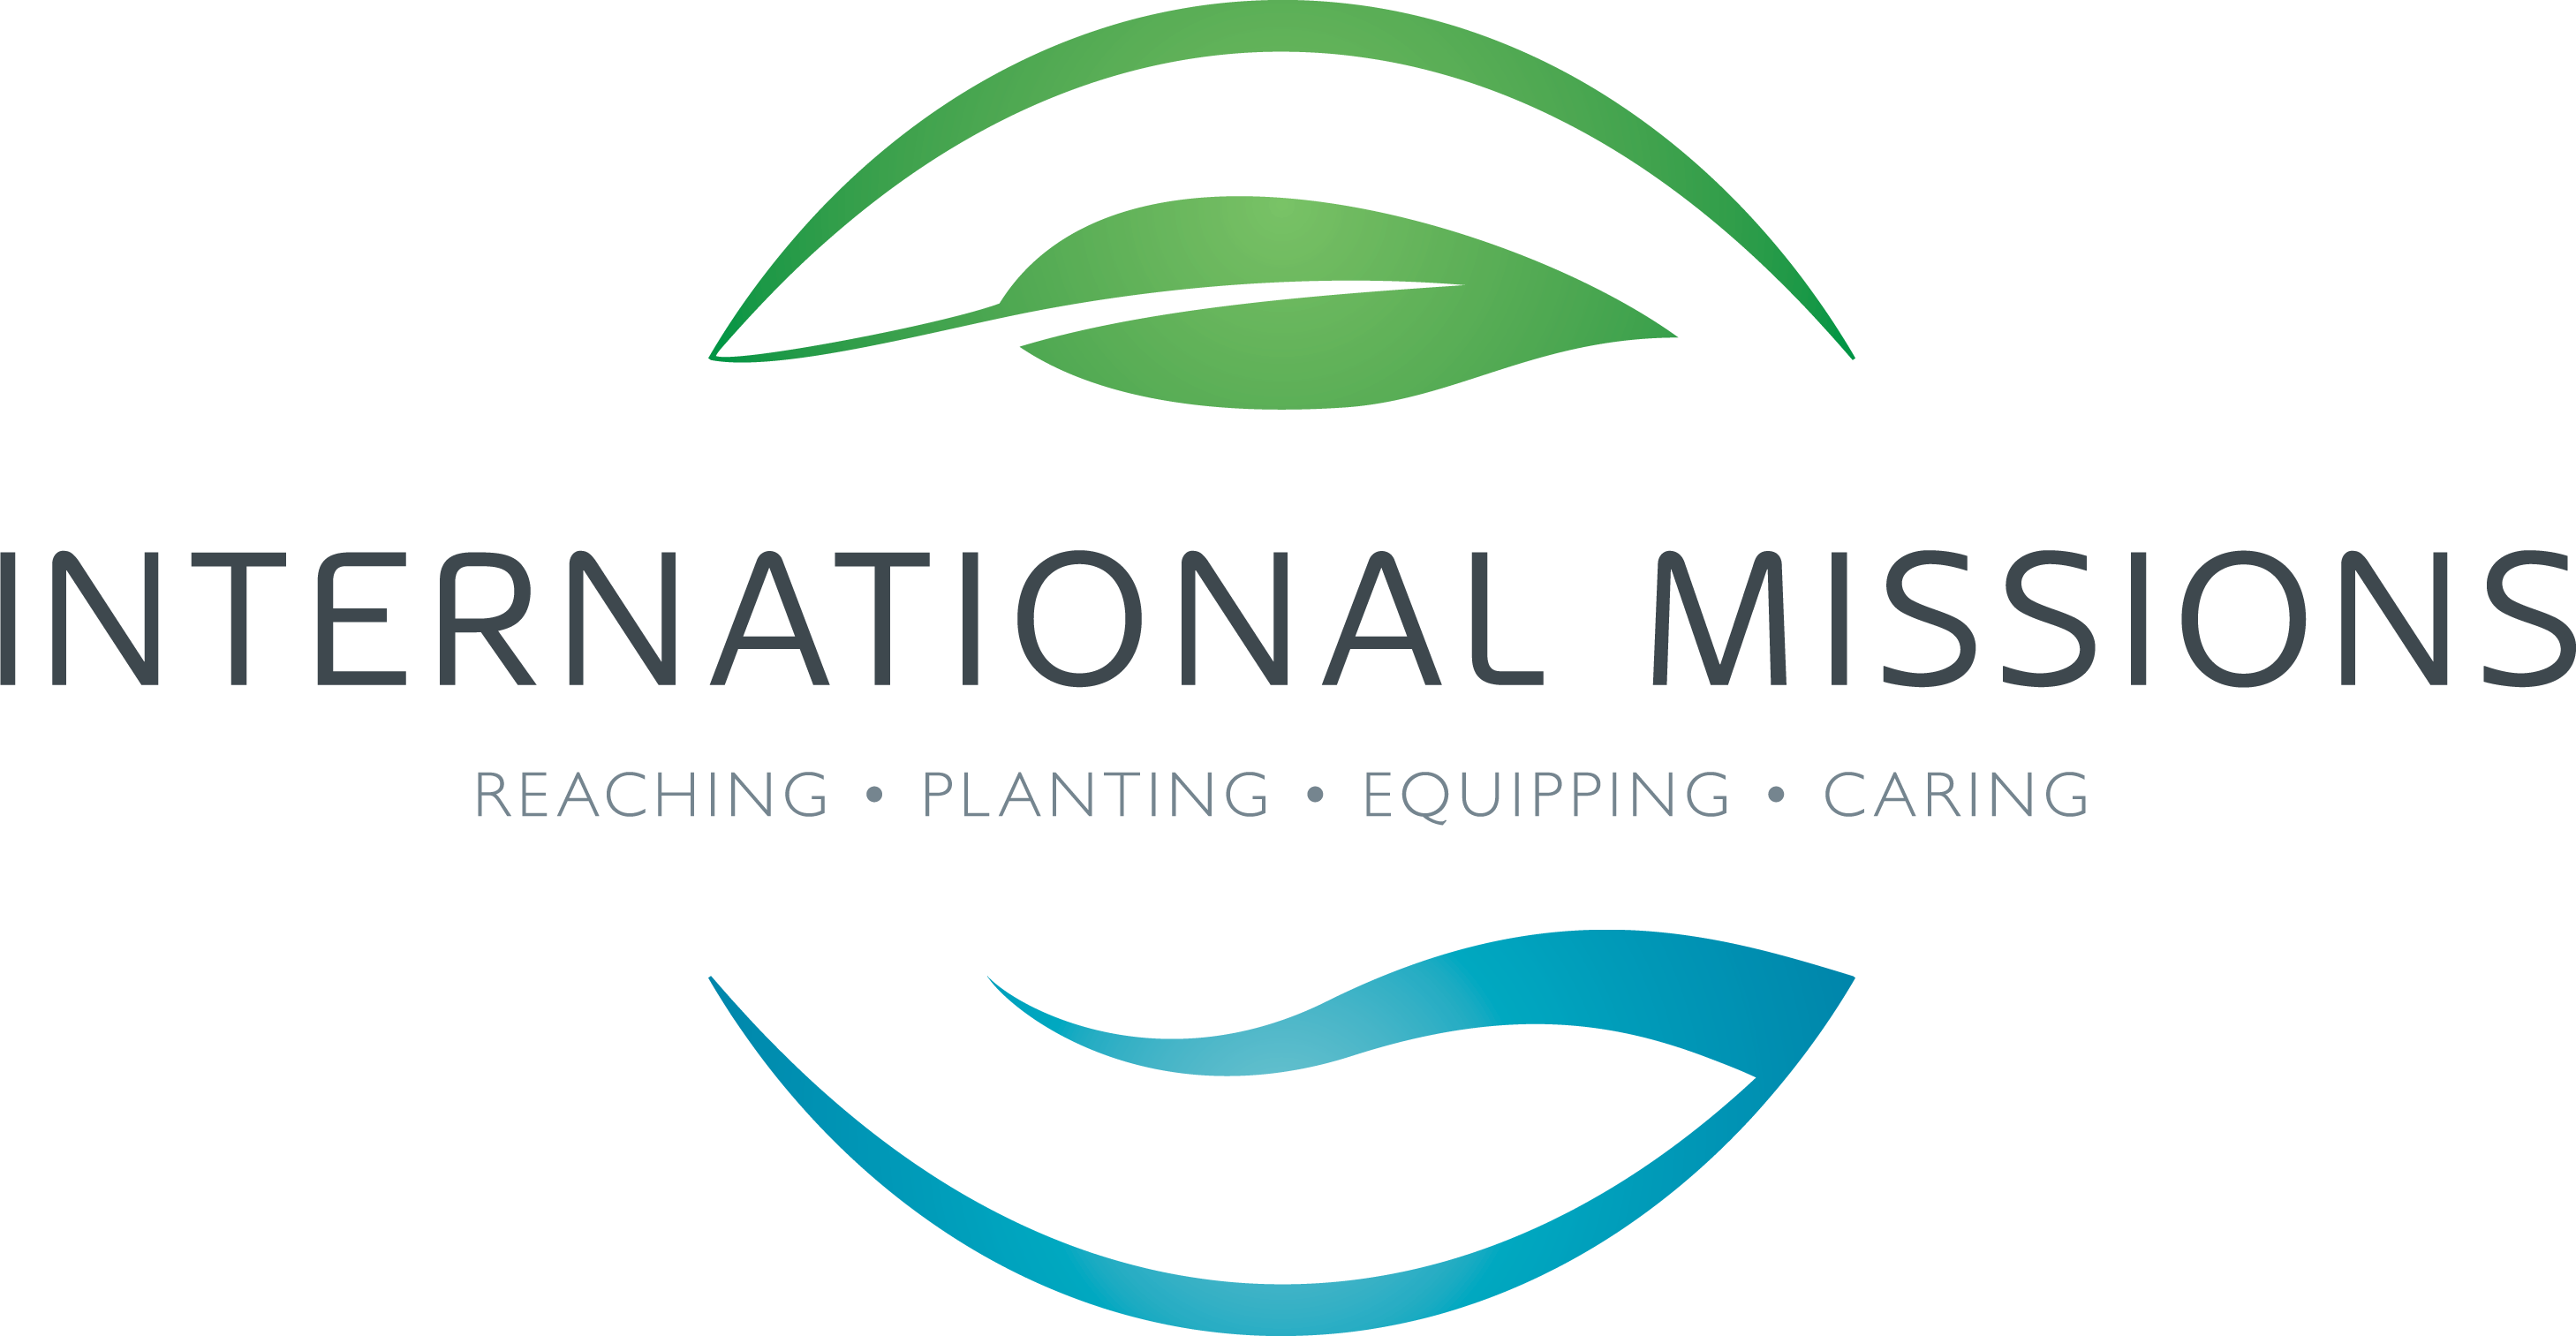 INTERNATIONAL MISSIONS
REACHING • PLANTING • EQUIPPING • CARING